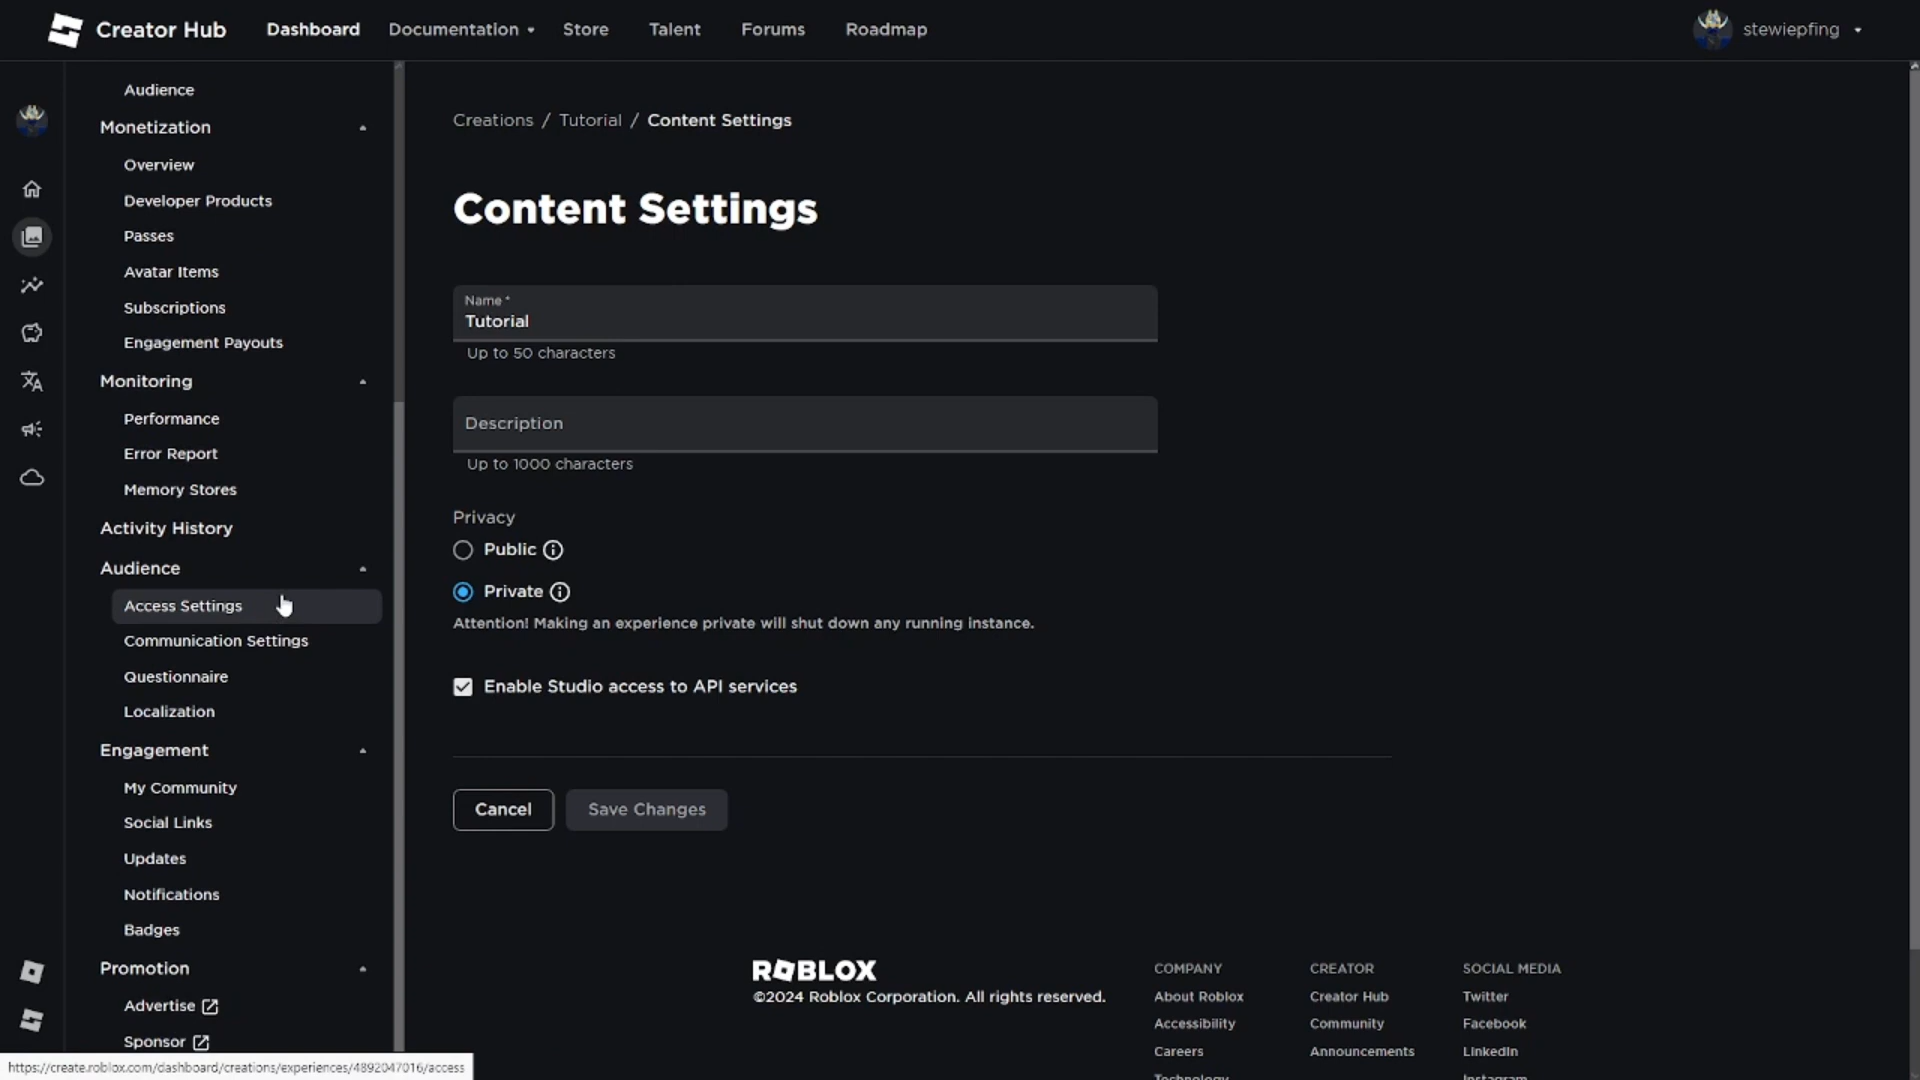 Creator Hub
Dashboard
Documentation
Store
Talent
Forums
Roadmap
stewiepfing
Audience
Monetization
Overview
Developer Products
Passes
Avatar Items
Subscriptions
Engagement Payouts
Monitoring
Performance
Error Report
Memory Stores
Activity History
Audience
Access Settings
Communication Settings
Questionnaire
Localization
Engagement
My Community
Social Links
Updates
Notifications
Badges
Promotion
Advertise
Sponsor
https://create.roblox.com/dashboard/creations/experiences/4892047016/access
Creations / Tutorial / Content Settings
Content Settings
Name *
Tutorial
Up to 50 characters
Description
Up to 1000 characters
Privacy
Public
Private
Attention! Making an experience private will shut down any running instance.
Enable Studio access to API services
Cancel
Save Changes
ROBLOX
©2024 Roblox Corporation. All rights reserved.
COMPANY
About Roblox
Accessibility
Careers
Technology
CREATOR
Creator Hub
Community
Announcements
SOCIAL MEDIA
Twitter
Facebook
LinkedIn
Instagram